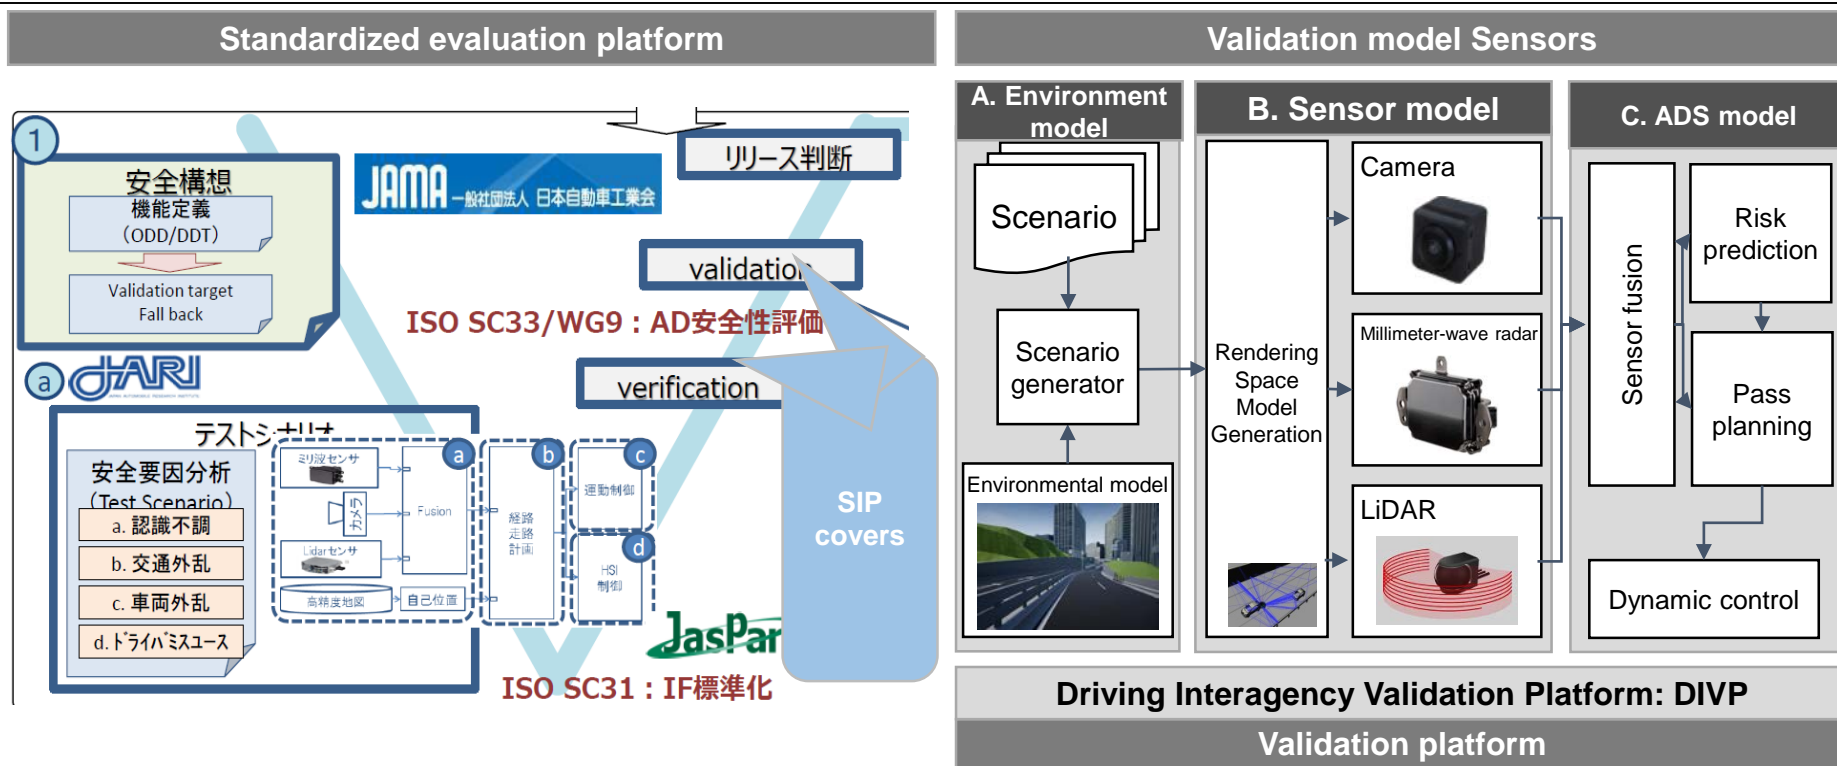 Standardized evaluation platform
1
安全構想
機能定義
（ODD/DDT）
Validation target
Fall back
JAMA 一般社団法人 日本自動車工業会
リリース判断
validation
ISO SC33/WG9：AD安全性評価
verification
a
JARI
JAPAN AUTOMOBILE RESEARCH INSTITUTE
テストシナリオ
安全要因分析
（Test Scenario）
a. 認識不調
b. 交通外乱
c. 車両外乱
d. ﾄﾞﾗｲﾊﾞﾐｽﾕｰｽ
ミリ波センサ
カメラ
Lidarセンサ
高精度地図
自己位置
a
Fusion
b
経路
走路
計画
c
運動制御
d
HSI
制御
JasPar
ISO SC31：IF標準化
SIP
covers
Validation model Sensors
A. Environment
model
Scenario
Scenario
generator
Environmental model
B. Sensor model
Rendering
Space
Model
Generation
Camera
Millimeter-wave radar
LiDAR
C. ADS model
Sensor fusion
Risk
prediction
Pass
planning
Dynamic control
Driving Interagency Validation Platform: DIVP
Validation platform